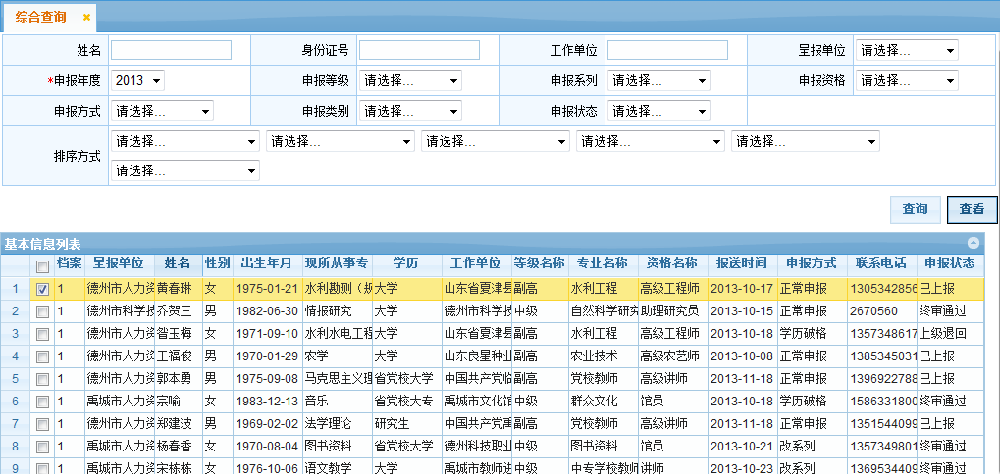 综合查询 ×
姓名 身份证号 工作单位 呈报单位 请选择...
*申报年度 2013 申报等级 请选择... 申报系列 请选择... 申报资格 请选择...
申报方式 请选择... 申报类别 请选择... 申报状态 请选择...
排序方式 请选择... 请选择... 请选择... 请选择... 请选择...
请选择...
查询 查看
基本信息列表
档案 呈报单位 姓名 性别 出生年月 现所从事专 学历 工作单位 等级名称 专业名称 资格名称 报送时间 申报方式 联系电话 申报状态
1 1 德州市人力资 黄春琳 女 1975-01-21 水利勘测（规 大学 山东省夏津县 副高 水利工程 高级工程师 2013-10-17 正常申报 1305342856 已上报
2 1 德州市科学技 乔贺三 男 1982-06-30 情报研究 大学 德州市科学技 中级 自然科学研究 助理研究员 2013-10-15 正常申报 2670560 终审通过
3 1 德州市人力资 昝玉梅 女 1971-09-10 水利水电工程 大学 山东省夏津县 副高 水利工程 高级工程师 2013-10-18 正常申报 1357348617 上级退回
4 1 德州市人力资 王福俊 男 1970-01-29 农学 大学 山东良星种业 副高 农业技术 高级农艺师 2013-10-08 正常申报 1385345031 已上报
5 1 德州市人力资 郭本勇 男 1975-09-08 马克思主义理 省党校大学 中国共产党临 副高 党校教师 高级讲师 2013-11-18 正常申报 1396922788 已上报
6 1 禹城市人力资 宗喻 女 1983-12-13 音乐 省党校大专 禹城市文化馆 中级 群众文化 馆员 2013-10-18 学历破格 1586331800 终审通过
7 1 德州市人力资 郑建波 男 1969-02-02 法学理论 研究生 中国共产党禹 副高 党校教师 高级讲师 2013-11-18 正常申报 1351544099 已上报
8 1 禹城市人力资 杨春香 女 1970-08-04 图书资料 省党校大学 德州科技职业 中级 图书资料 馆员 2013-10-21 改系列 1357349801 终审通过
9 1 禹城市人力资 宋栋栋 女 1976-10-06 语文教学 大学 禹城市人力资 中级 中专学校教师 讲师 2013-10-23 改系列 1369534409 终审通过